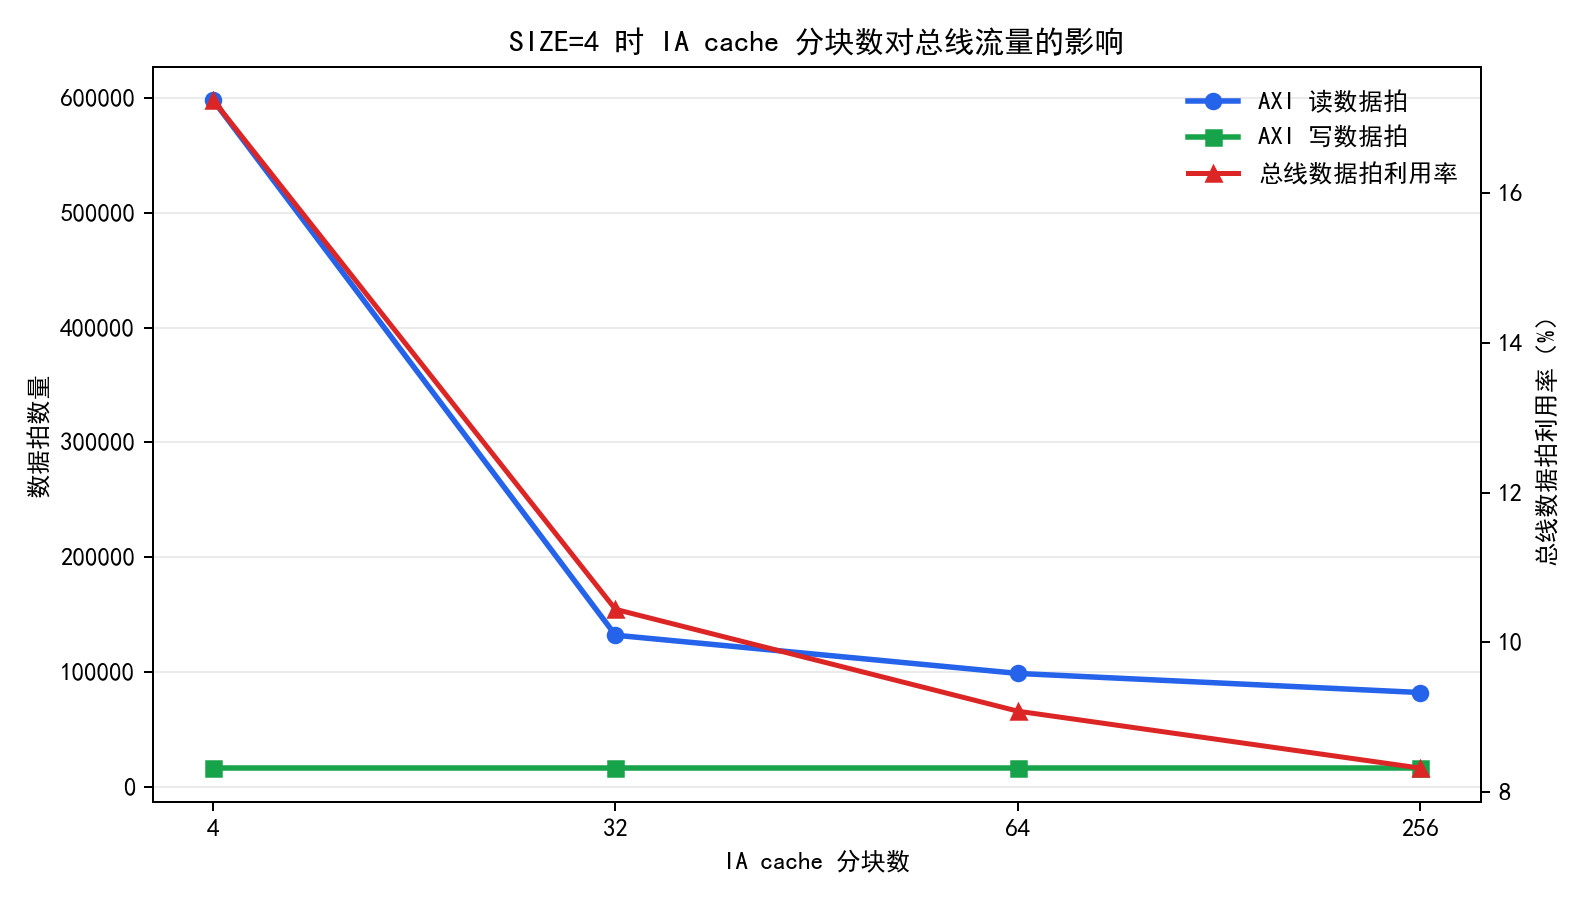 SIZE=4 时 IA cache 分块数对总线流量的影响
AXI 读数据拍
AXI 写数据拍
总线数据拍利用率
600000
500000
400000
300000
200000
100000
0
数据拍数量
16
14
12
10
8
总线数据拍利用率 (%)
4
32
64
256
IA cache 分块数